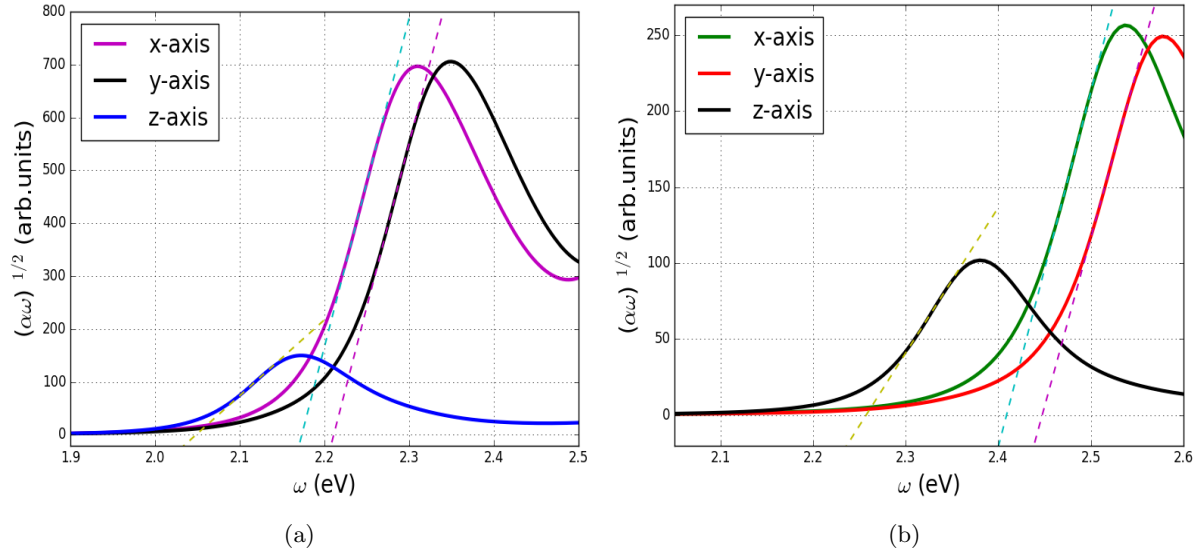 800
700
600
500
400
300
200
100
0
(αω) 1/2 (arb.units)
x-axis
y-axis
z-axis
1.9 2.0 2.1 2.2 2.3 2.4 2.5
ω (eV)
(a)
250
200
150
100
50
0
(αω) 1/2 (arb.units)
x-axis
y-axis
z-axis
2.1 2.2 2.3 2.4 2.5 2.6
ω (eV)
(b)